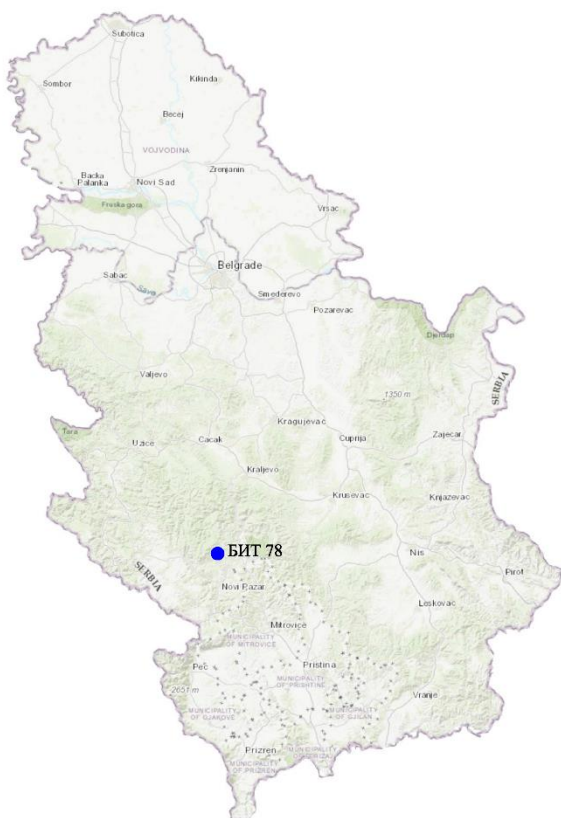 Subotica
Sombor
Kikinda
Becej
VOJVODINA
Zrenjanin
Backa
Palanka
Novi Sad
Fruska gora
Vrsac
Belgrade
Sabac
Sava
Smederevo
Pozarevac
Djerdap
Valjevo
1350 m
SERBIA
Kragujevac
Tara
Uzice
Cacak
Cuprija
Zajecar
Kraljevo
Krusevac
Knjazevac
БИТ 78
Nis
SERBIA
Pirot
Novi Pazar
Leskovac
Mitrovice
MUNICIPALITY
OF MITROVICE
Pec
Pristina
2651 m
MUNICIPALITY
OF PRISHTINE
Vranje
MUNICIPALITY
OF GJAKOVE
MUNICIPALITY
OF GJILAN
Prizren
MUNICIPALITY
MUNICIPALITY
OF PRIZREN